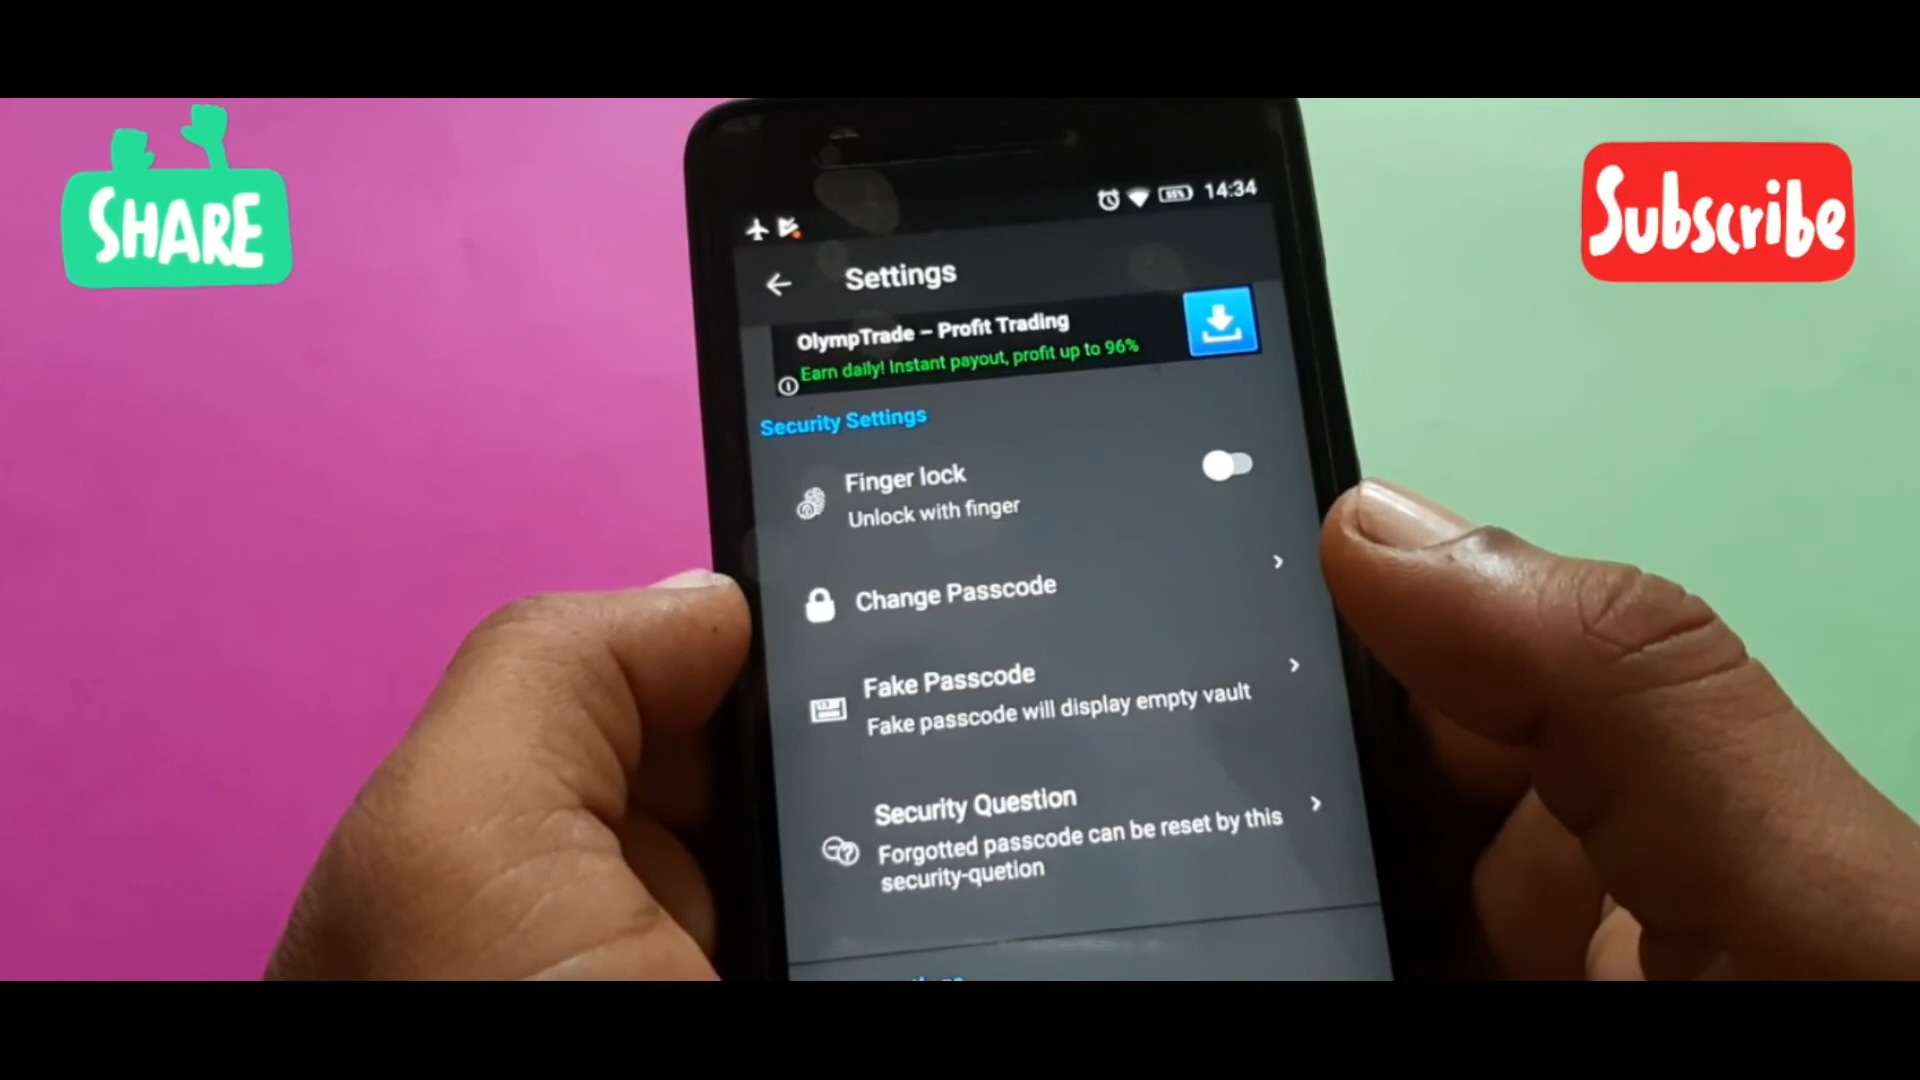 SHARE
Subscribe
55% 14:34
Settings
OlympTrade – Profit Trading
Earn daily! Instant payout, profit up to 96%
Security Settings
Finger lock
Unlock with finger
Change Passcode
Fake Passcode
Fake passcode will display empty vault
Security Question
Forgotted passcode can be reset by this
security-quetion